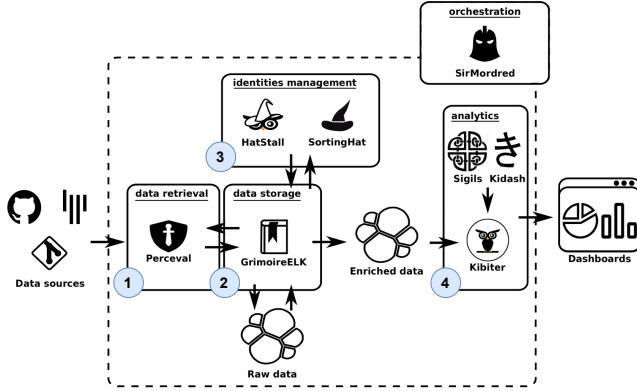 orchestration
SirMordred
identities management
HatStall SortingHat
3
analytics
き
Sigils Kidash
data retrieval
data storage
Perceval
GrimoireELK
1
2
Data sources
Enriched data
Kibiter
4
Dashboards
Raw data